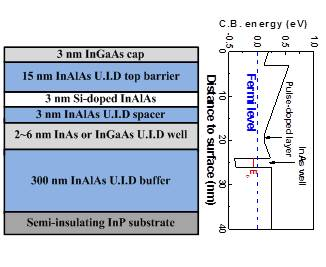 3 nm InGaAs cap
15 nm InAlAs U.I.D top barrier
3 nm Si-doped InAlAs
3 nm InAlAs U.I.D spacer
2~6 nm InAs or InGaAs U.I.D well
300 nm InAlAs U.I.D buffer
Semi-insulating InP substrate
C.B. energy (eV)
-0.5
0.0
0.5
1.0
Distance to surface (nm)
0
10
20
30
40
Fermi level
Pulse-doped layer
InAs well